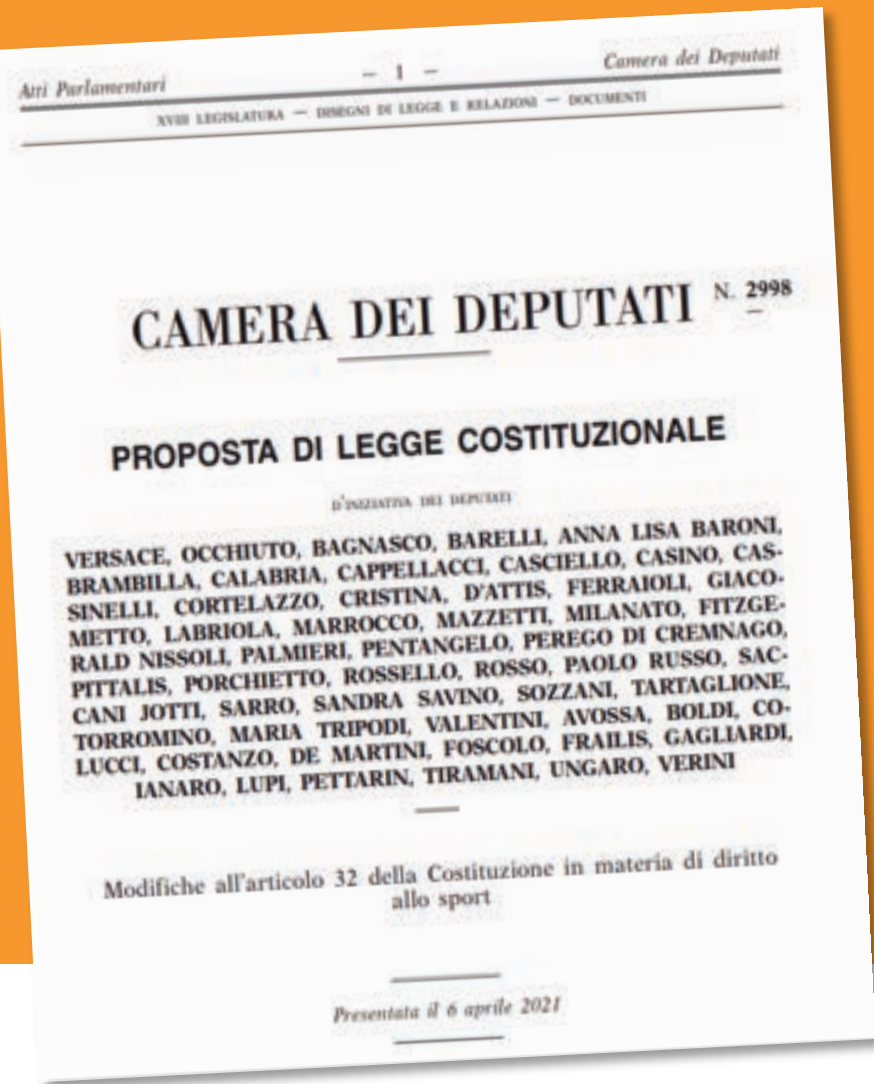 Atti Parlamentari — 1 — Camera dei Deputati
XVIII LEGISLATURA — DISEGNI DI LEGGE E RELAZIONI — DOCUMENTI
CAMERA DEI DEPUTATI N. 2998
PROPOSTA DI LEGGE COSTITUZIONALE
D'INIZIATIVA DEI DEPUTATI
VERSACE, OCCHIUTO, BAGNASCO, BARELLI, ANNA LISA BARONI,
BRAMBILLA, CALABRIA, CAPPELLACCI, CASCIELLO, CASINO, CAS-
SINELLI, CORTELAZZO, CRISTINA, D'ATTIS, FERRAIOLI, GIACO-
METTO, LABRIOLA, MARROCCO, MAZZETTI, MILANATO, FITZGE-
RALD NISSOLI, PALMIERI, PENTANGELO, PEREGO DI CREMNAGO,
PITTALIS, PORCHIETTO, ROSSELLO, ROSSO, PAOLO RUSSO, SAC-
CANI JOTTI, SARRO, SANDRA SAVINO, SOZZANI, TARTAGLIONE,
TORROMINO, MARIA TRIPODI, VALENTINI, AVOSSA, BOLDI, CO-
LUCCI, COSTANZO, DE MARTINI, FOSCOLO, FRAILIS, GAGLIARDI,
IANARO, LUPI, PETTARIN, TIRAMANI, UNGARO, VERINI
Modifiche all'articolo 32 della Costituzione in materia di diritto
allo sport
Presentata il 6 aprile 2021